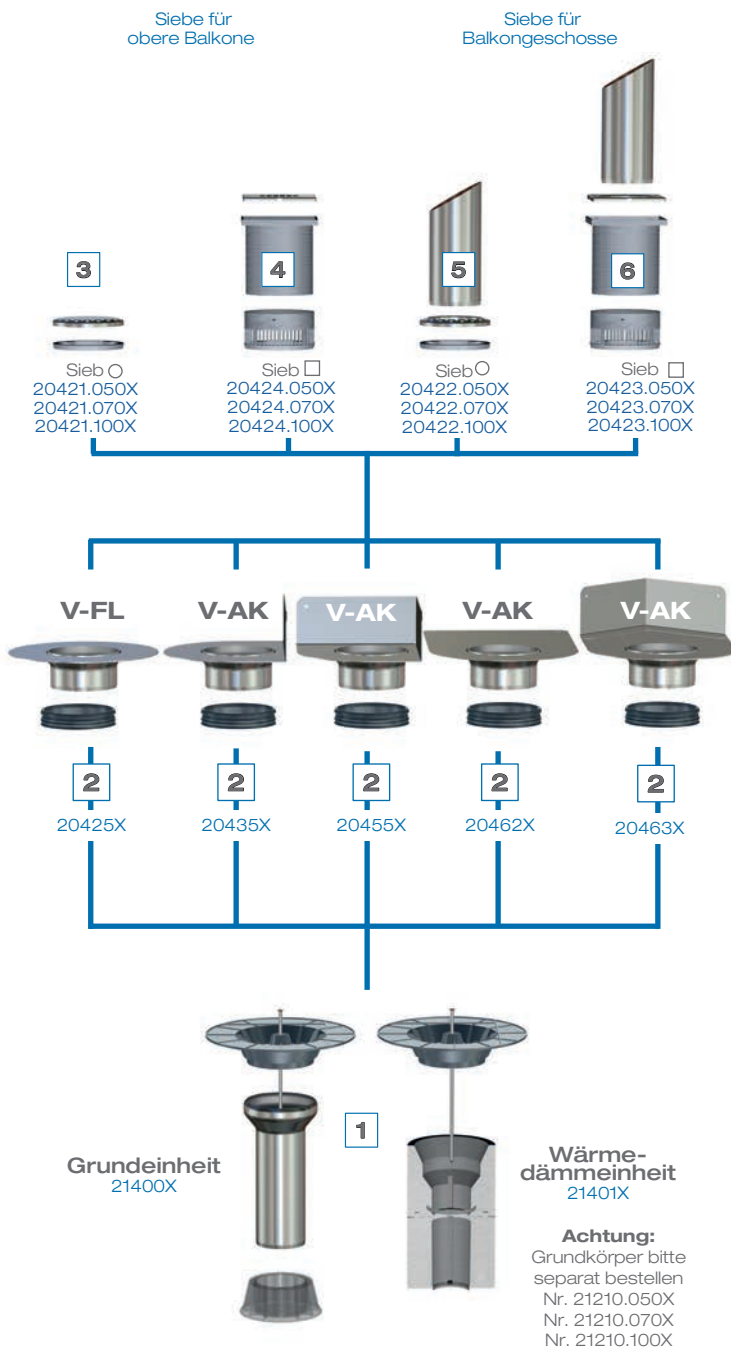 Siebe für
obere Balkone
Siebe für
Balkongeschosse
3
4
5
6
Sieb
20421.050X
20421.070X
20421.100X
Sieb
20424.050X
20424.070X
20424.100X
Sieb
20422.050X
20422.070X
20422.100X
Sieb
20423.050X
20423.070X
20423.100X
V-FL
V-AK
V-AK
V-AK
V-AK
2
2
2
2
2
20425X
20435X
20455X
20462X
20463X
1
Grundeinheit
21400X
Wärme-
dämmeinheit
21401X
Achtung:
Grundkörper bitte
separat bestellen
Nr. 21210.050X
Nr. 21210.070X
Nr. 21210.100X